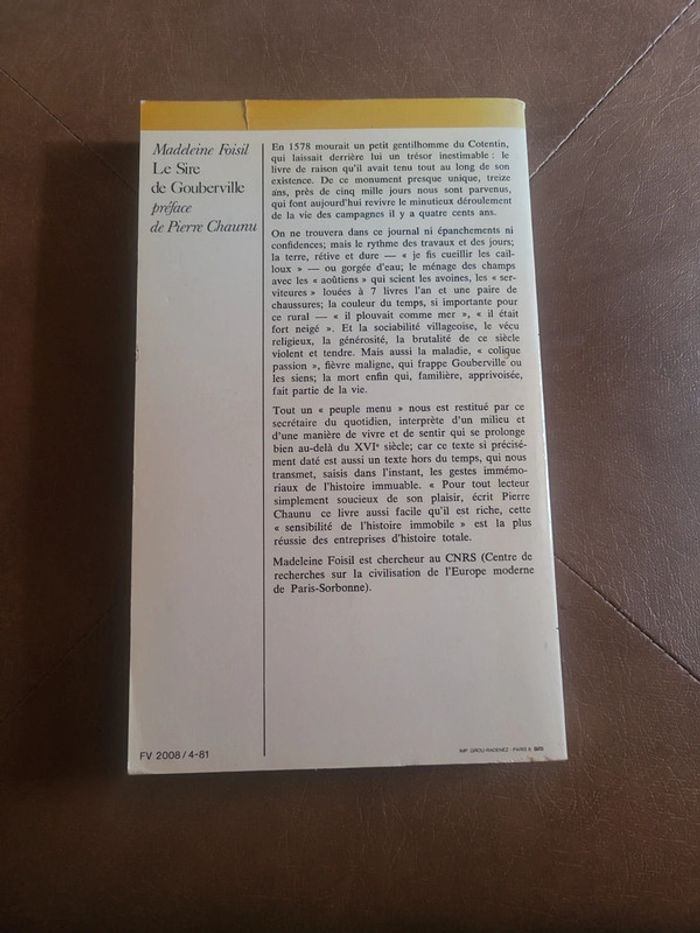 Madeleine Foisil
Le Sire
de Gouberville
préface
de Pierre Chaunu
En 1578 mourait un petit gentilhomme du Cotentin,
qui laissait derrière lui un trésor inestimable : le
livre de raison qu'il avait tenu tout au long de son
existence. De ce monument presque unique, treize
ans, près de cinq mille jours nous sont parvenus,
qui font aujourd'hui revivre le minutieux déroulement
de la vie des campagnes il y a quatre cents ans.
On ne trouvera dans ce journal ni épanchements ni
confidences; mais le rythme des travaux et des jours;
la terre, rétive et dure — « je fis cueillir les cail-
loux » — ou gorgée d'eau; le ménage des champs
avec les « aoûtiens » qui scient les avoines, les « ser-
viteures » louées à 7 livres l'an et une paire de
chaussures; la couleur du temps, si importante pour
ce rural — « il plouvait comme mer », « il était
fort neigé ». Et la sociabilité villageoise, le vécu
religieux, la générosité, la brutalité de ce siècle
violent et tendre. Mais aussi la maladie, « colique
passion », fièvre maligne, qui frappe Gouberville ou
les siens; la mort enfin qui, familière, apprivoisée,
fait partie de la vie.
Tout un « peuple menu » nous est restitué par ce
secrétaire du quotidien, interprète d'un milieu et
d'une manière de vivre et de sentir qui se prolonge
bien au-delà du XVIe siècle; car ce texte si précisé-
ment daté est aussi un texte hors du temps, qui nous
transmet, saisis dans l'instant, les gestes immémo-
riaux de l'histoire immuable. « Pour tout lecteur
simplement soucieux de son plaisir, écrit Pierre
Chaunu ce livre aussi facile qu'il est riche, cette
« sensibilité de l'histoire immobile » est la plus
réussie des entreprises d'histoire totale.
Madeleine Foisil est chercheur au CNRS (Centre de
recherches sur la civilisation de l'Europe moderne
de Paris-Sorbonne).
FV 2008/4-81
IMP. GROU-RADENEZ - PARIS 6